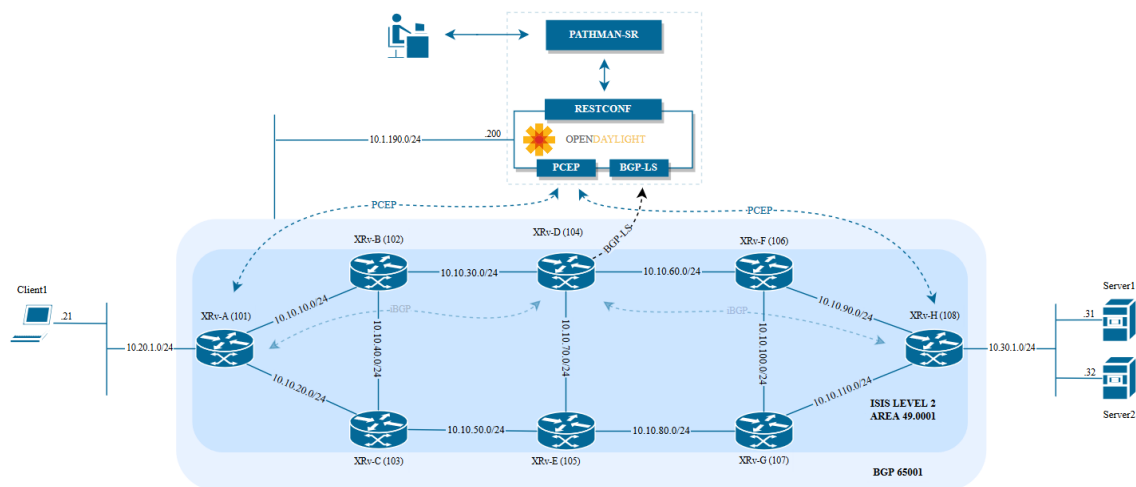 PATHMAN-SR
RESTCONF
10.1.190.0/24
.200
OPENDAYLIGHT
PCEP
BGP-LS
PCEP
PCEP
BGP-LS
XRv-B (102)
XRv-D (104)
XRv-F (106)
10.10.30.0/24
10.10.60.0/24
Client1
.21
10.20.1.0/24
XRv-A (101)
10.10.10.0/24
iBGP
iBGP
10.10.90.0/24
XRv-H (108)
Server1
.31
10.10.40.0/24
10.10.70.0/24
10.10.100.0/24
10.30.1.0/24
.32
Server2
10.10.20.0/24
10.10.110.0/24
ISIS LEVEL 2
AREA 49.0001
10.10.50.0/24
10.10.80.0/24
XRv-C (103)
XRv-E (105)
XRv-G (107)
BGP 65001